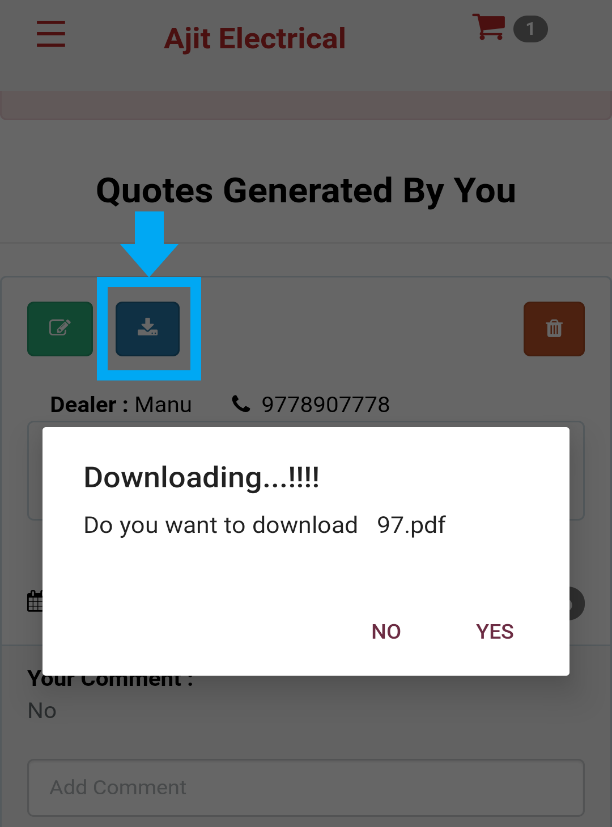 Ajit Electrical
1
Quotes Generated By You
Dealer : Manu 9778907778
Downloading...!!!!
Do you want to download 97.pdf
NO YES
Your Comment :
No
Add Comment